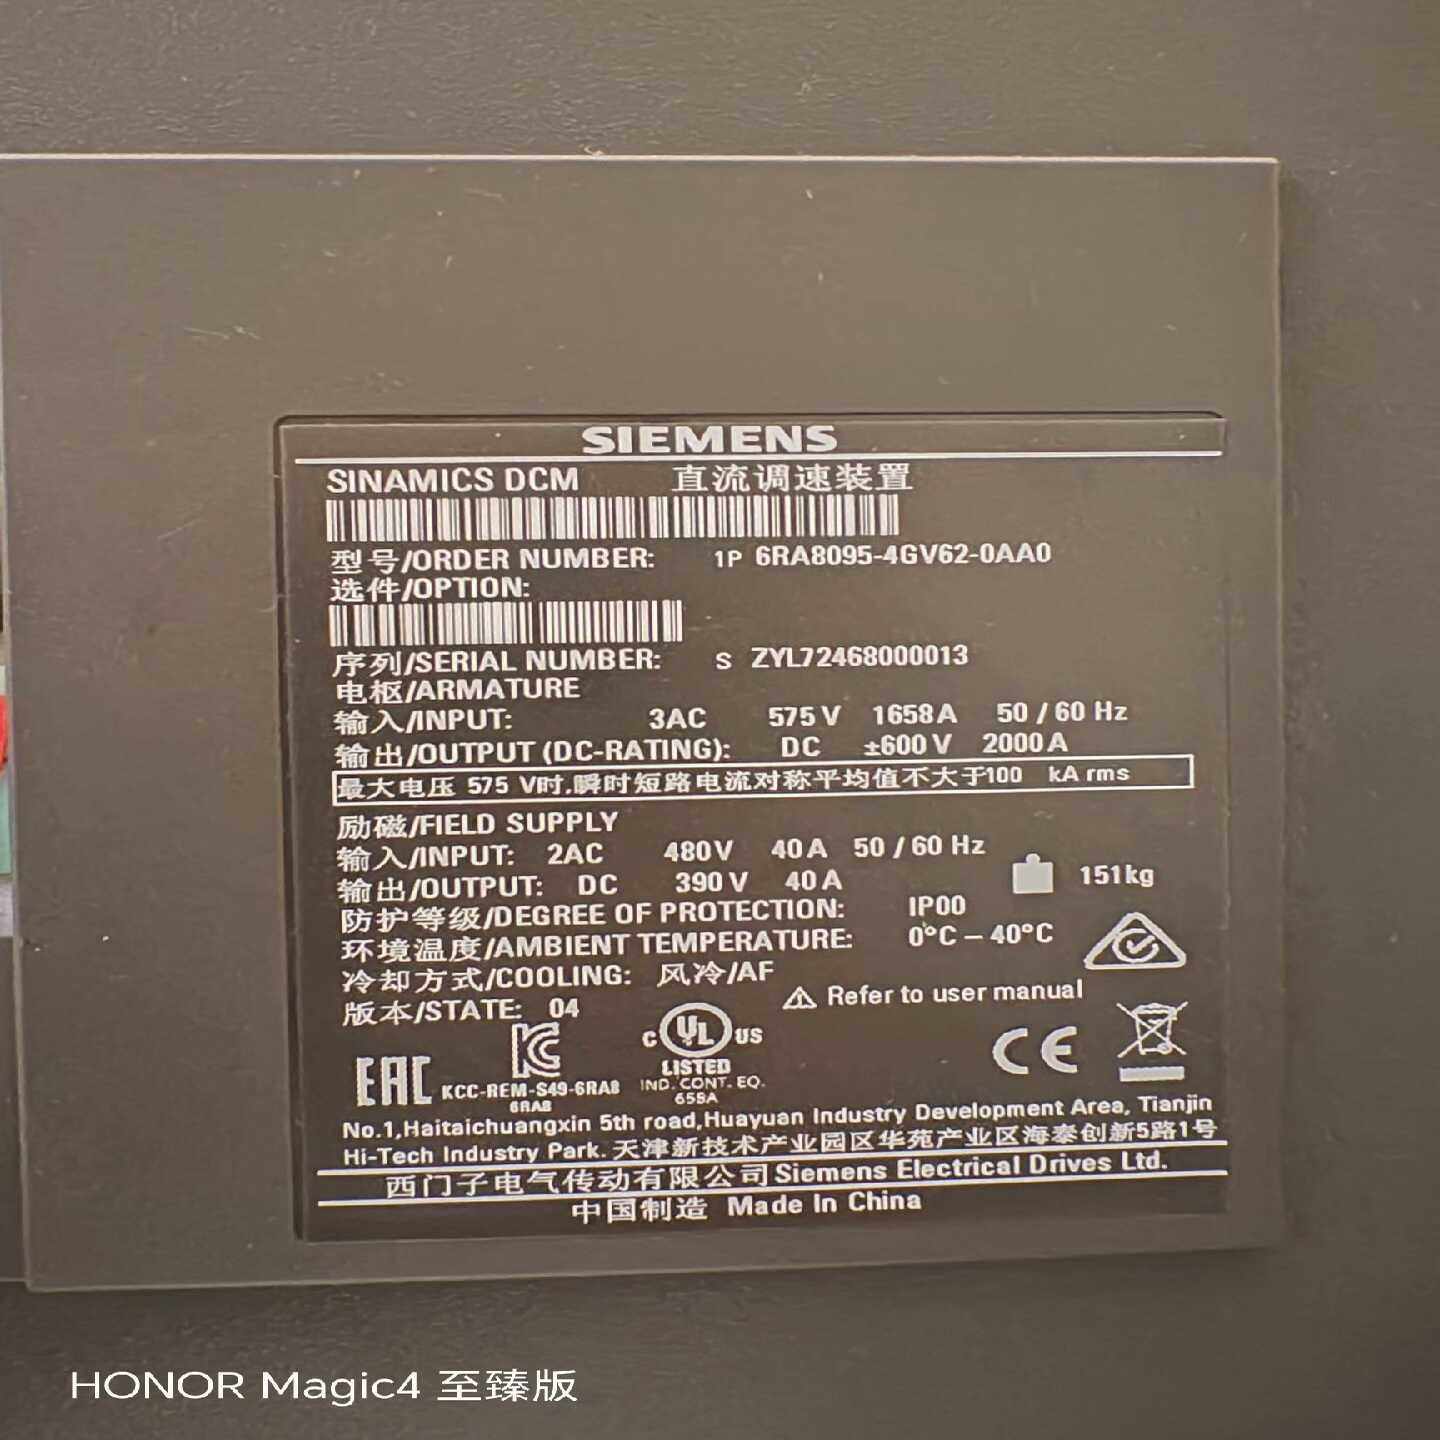 SIEMENS
SINAMICS DCM 直流调速装置
型号/ORDER NUMBER: 1P 6RA8095-4GV62-0AA0
选件/OPTION:
序列/SERIAL NUMBER: S ZYL72468000013
电枢/ARMATURE
输入/INPUT: 3AC 575 V 1658 A 50 / 60 Hz
输出/OUTPUT (DC-RATING): DC ±600 V 2000 A
最大电压 575 V时,瞬时短路电流对称平均值不大于100 kA rms
励磁/FIELD SUPPLY
输入/INPUT: 2AC 480 V 40 A 50 / 60 Hz
输出/OUTPUT: DC 390 V 40 A
151kg
防护等级/DEGREE OF PROTECTION: IP00
环境温度/AMBIENT TEMPERATURE: 0°C – 40°C
冷却方式/COOLING: 风冷/AF
版本/STATE: 04
Refer to user manual
EAC
KC
KCC-REM-S49-6RA8
6RA8
C UL US
LISTED
IND. CONT. EQ.
658A
CE
No.1,Haitaichuangxin 5th road,Huayuan Industry Development Area, Tianjin
Hi-Tech Industry Park. 天津新技术产业园区华苑产业区海泰创新5路1号
西门子电气传动有限公司Siemens Electrical Drives Ltd.
中国制造 Made In China
HONOR Magic4 至臻版